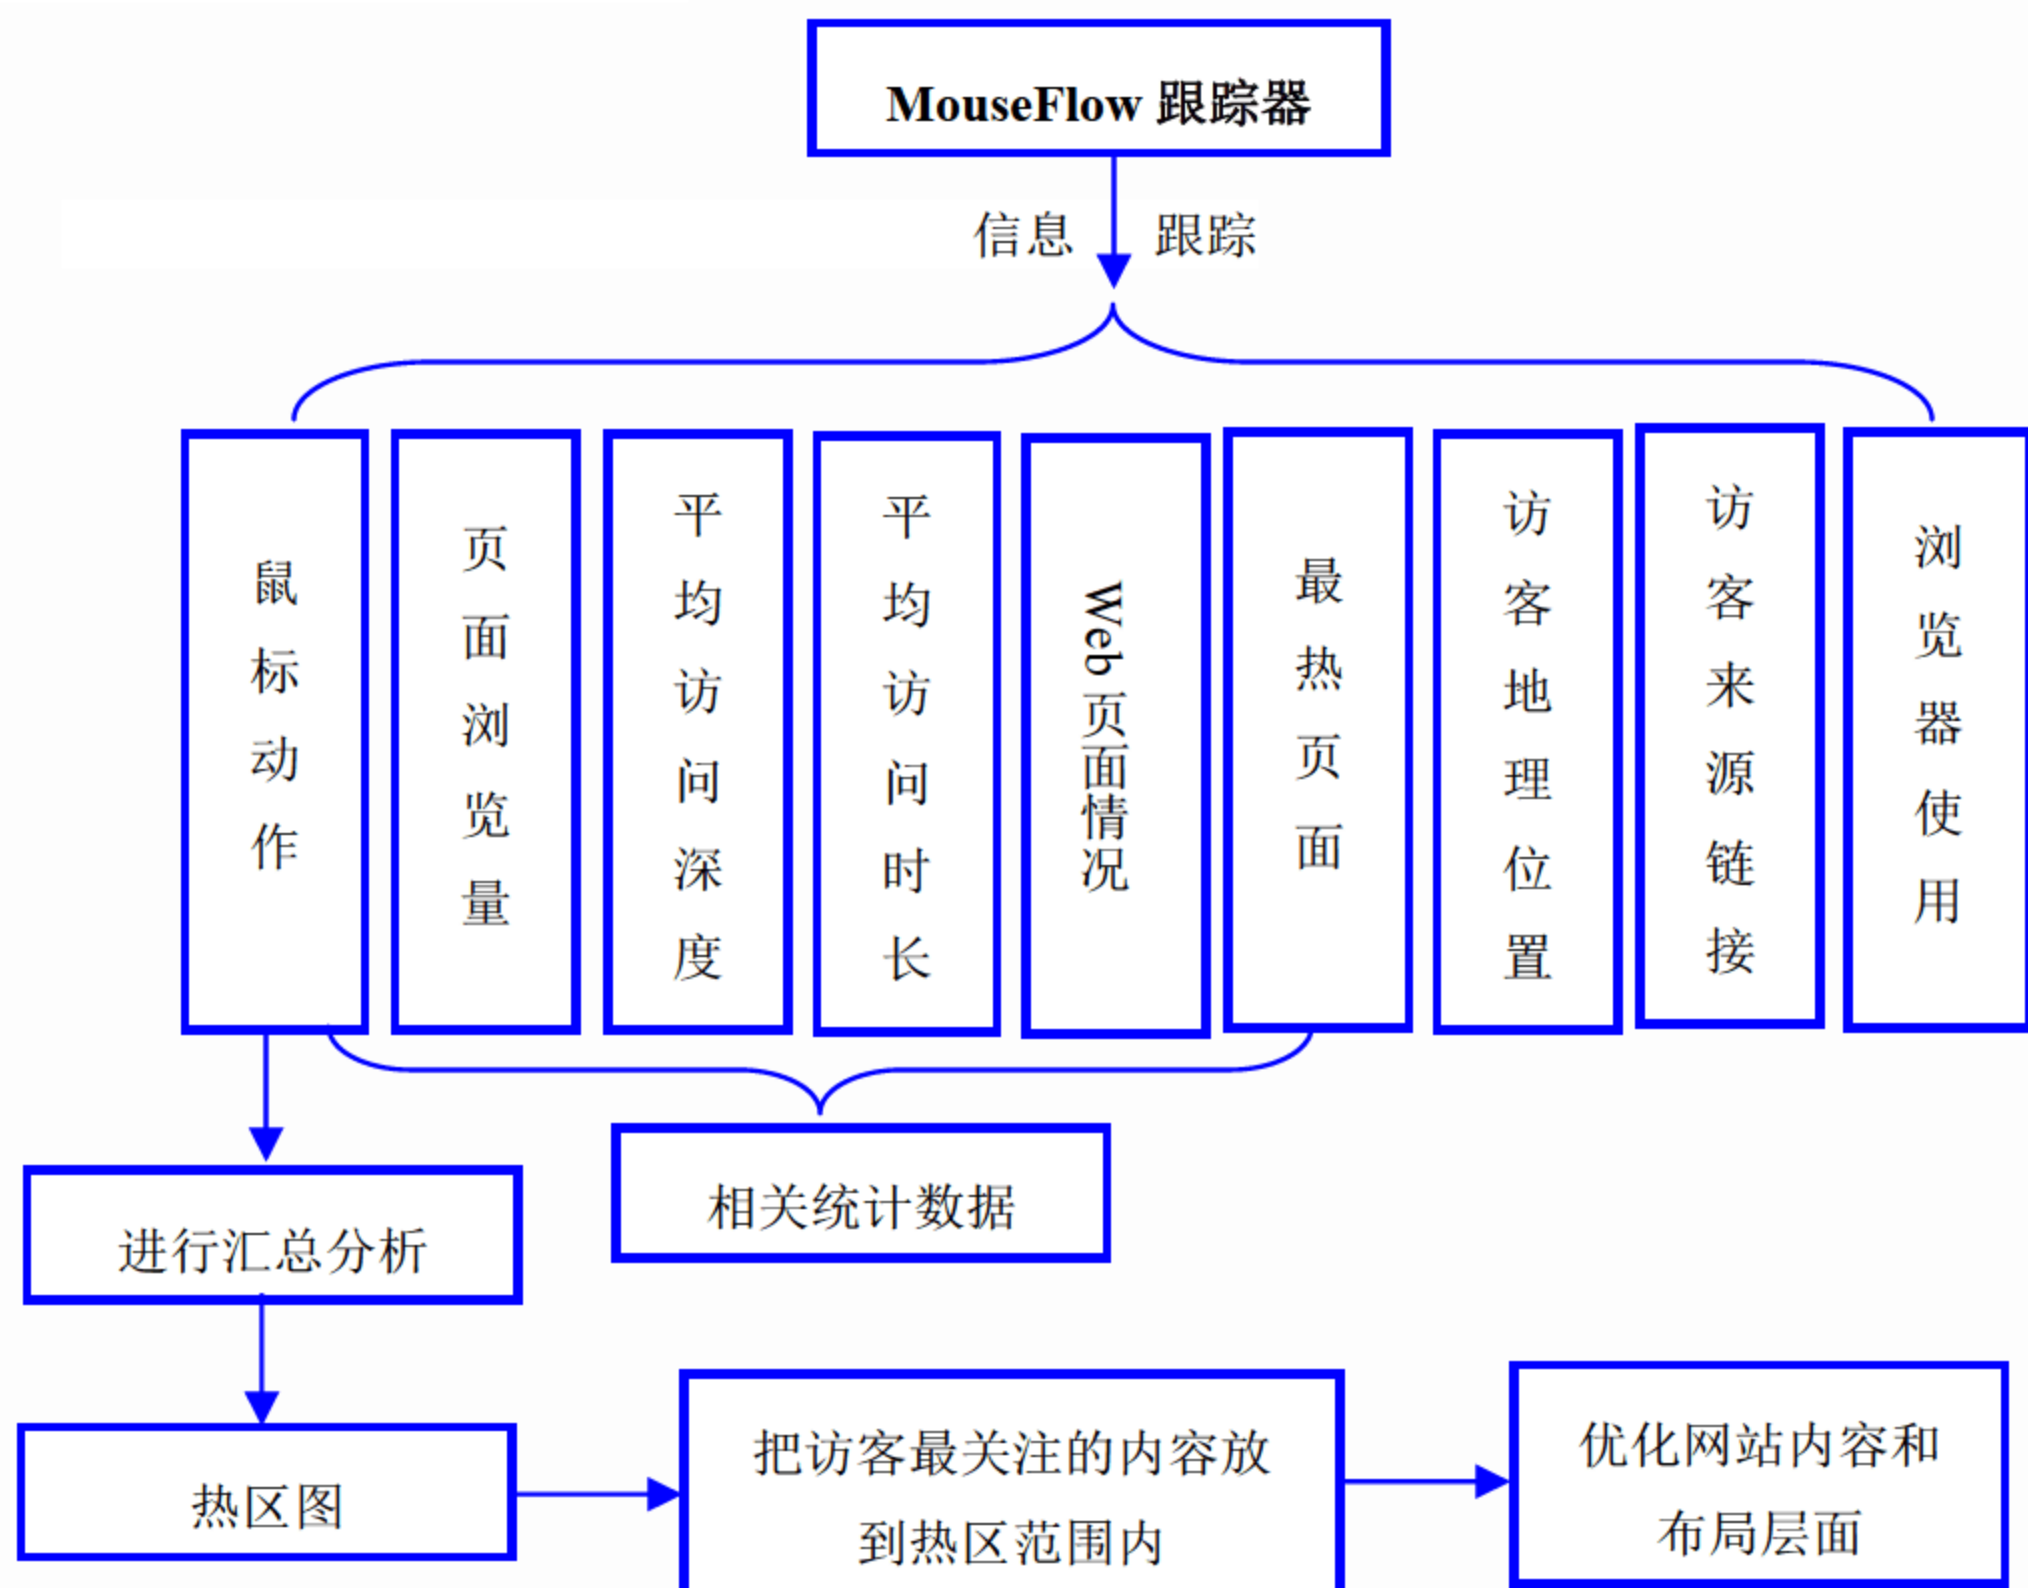 MouseFlow 跟踪器
信息 跟踪
鼠标动作
页面浏览量
平均访问深度
平均访问时长
Web页面情况
最热页面
访客地理位置
访客来源链接
浏览器使用
相关统计数据
进行汇总分析
热区图
把访客最关注的内容放
到热区范围内
优化网站内容和
布局层面